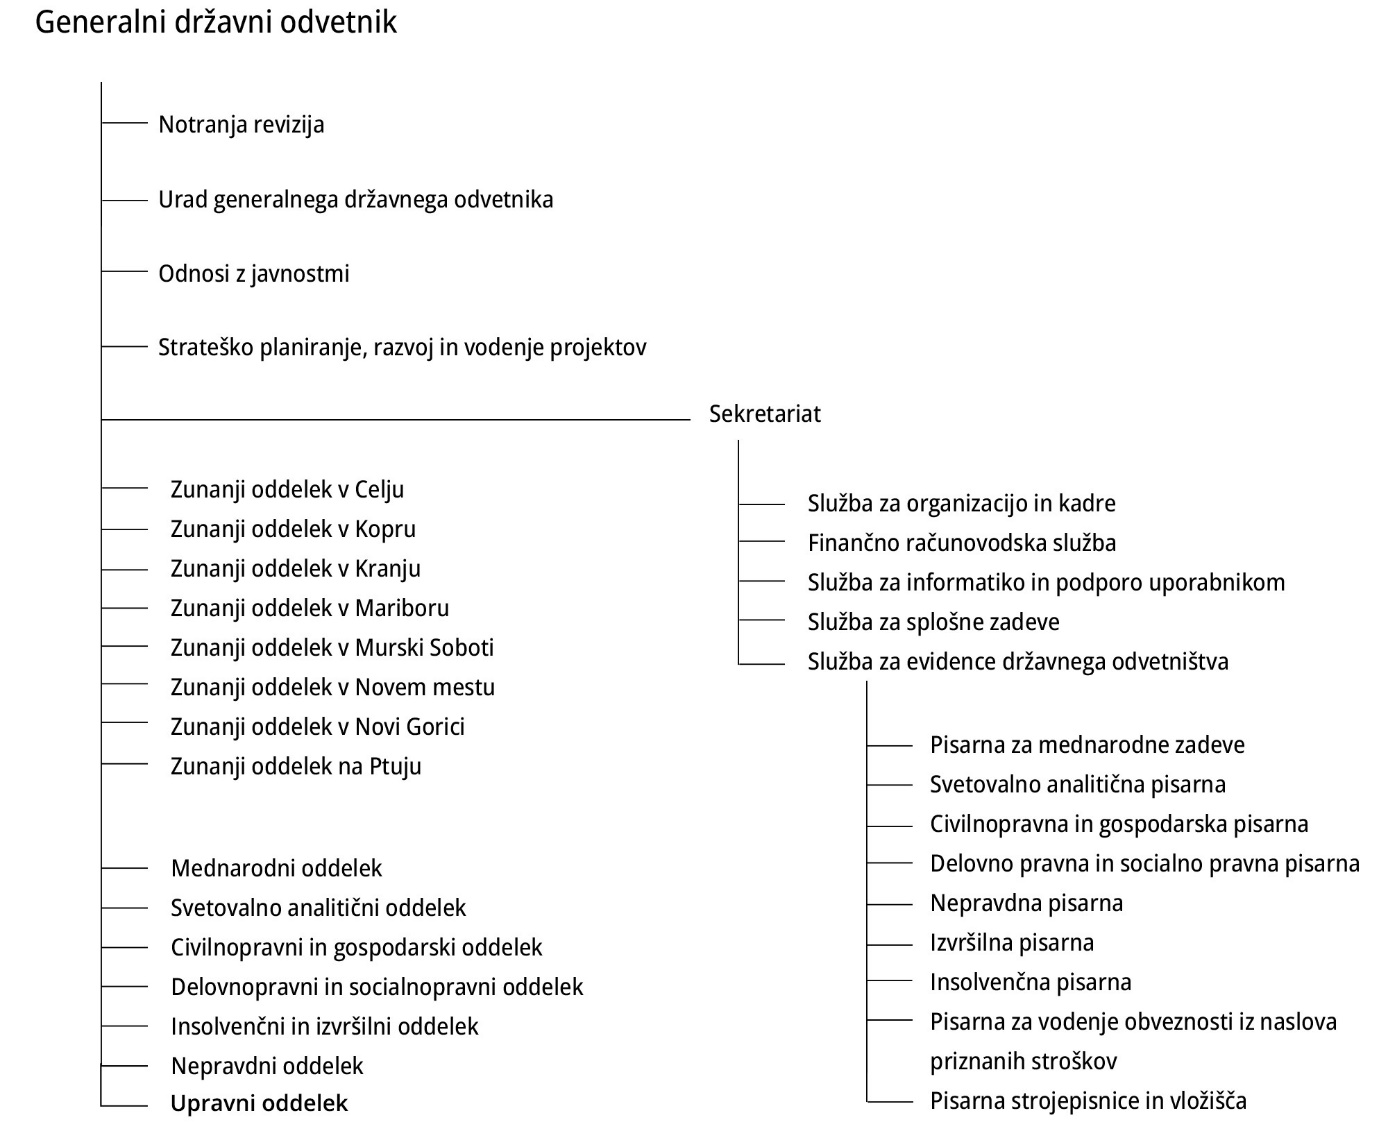 Generalni državni odvetnik
Notranja revizija
Urad generalnega državnega odvetnika
Odnosi z javnostmi
Strateško planiranje, razvoj in vodenje projektov
Sekretariat
Zunanji oddelek v Celju
Zunanji oddelek v Kopru
Zunanji oddelek v Kranju
Zunanji oddelek v Mariboru
Zunanji oddelek v Murski Soboti
Zunanji oddelek v Novem mestu
Zunanji oddelek v Novi Gorici
Zunanji oddelek na Ptuju
Mednarodni oddelek
Svetovalno analitični oddelek
Civilnopravni in gospodarski oddelek
Delovnopravni in socialnopravni oddelek
Insolvenčni in izvršilni oddelek
Nepravdni oddelek
Upravni oddelek
Služba za organizacijo in kadre
Finančno računovodska služba
Služba za informatiko in podporo uporabnikom
Služba za splošne zadeve
Služba za evidence državnega odvetništva
Pisarna za mednarodne zadeve
Svetovalno analitična pisarna
Civilnopravna in gospodarska pisarna
Delovno pravna in socialno pravna pisarna
Nepravdna pisarna
Izvršilna pisarna
Insolvenčna pisarna
Pisarna za vodenje obveznosti iz naslova
priznanih stroškov
Pisarna strojepisnice in vložišča